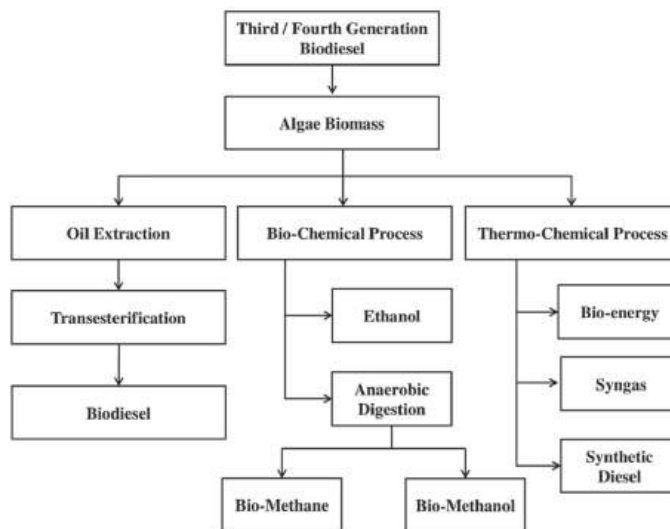 Third / Fourth Generation
Biodiesel
Algae Biomass
Oil Extraction
Bio-Chemical Process
Thermo-Chemical Process
Transesterification
Ethanol
Bio-energy
Biodiesel
Anaerobic
Digestion
Syngas
Synthetic
Diesel
Bio-Methane
Bio-Methanol